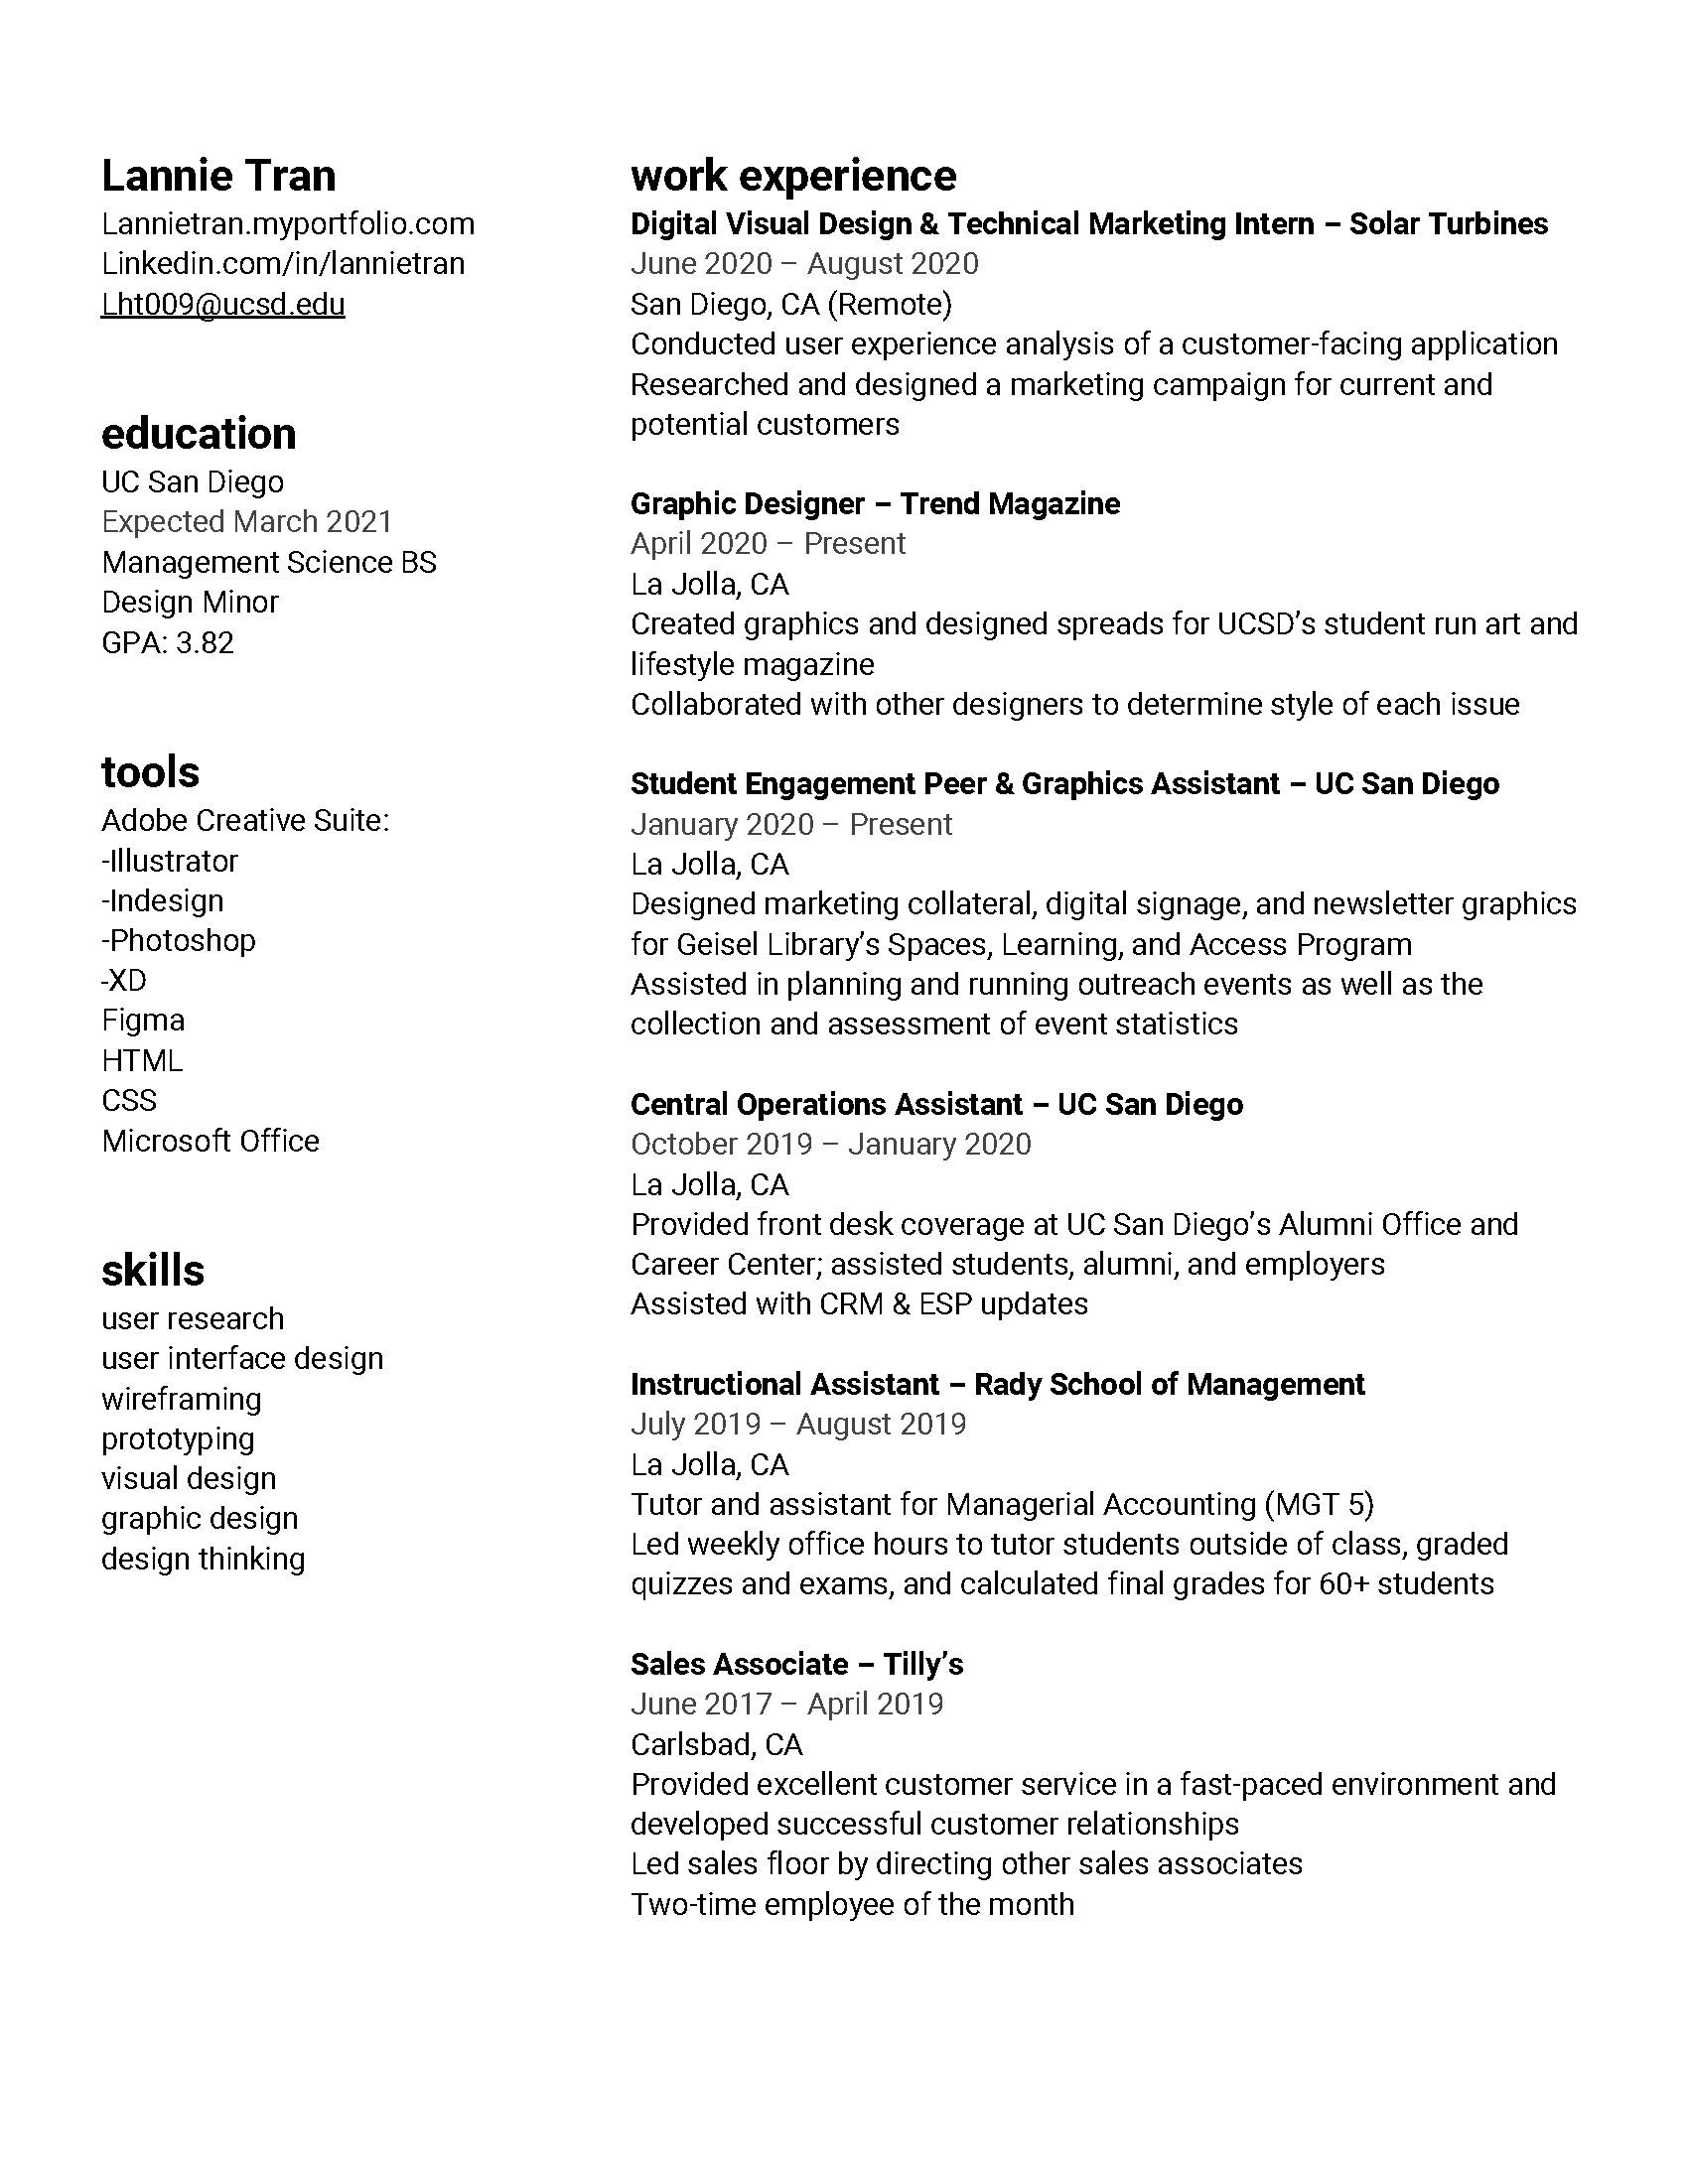 Lannie Tran
Lannietran.myportfolio.com
Linkedin.com/in/lannietran
Lht009@ucsd.edu
education
UC San Diego
Expected March 2021
Management Science BS
Design Minor
GPA: 3.82
tools
Adobe Creative Suite:
-Illustrator
-Indesign
-Photoshop
-XD
Figma
HTML
CSS
Microsoft Office
skills
user research
user interface design
wireframing
prototyping
visual design
graphic design
design thinking
work experience
Digital Visual Design & Technical Marketing Intern – Solar Turbines
June 2020 – August 2020
San Diego, CA (Remote)
Conducted user experience analysis of a customer-facing application
Researched and designed a marketing campaign for current and
potential customers
Graphic Designer – Trend Magazine
April 2020 – Present
La Jolla, CA
Created graphics and designed spreads for UCSD’s student run art and
lifestyle magazine
Collaborated with other designers to determine style of each issue
Student Engagement Peer & Graphics Assistant – UC San Diego
January 2020 – Present
La Jolla, CA
Designed marketing collateral, digital signage, and newsletter graphics
for Geisel Library’s Spaces, Learning, and Access Program
Assisted in planning and running outreach events as well as the
collection and assessment of event statistics
Central Operations Assistant – UC San Diego
October 2019 – January 2020
La Jolla, CA
Provided front desk coverage at UC San Diego’s Alumni Office and
Career Center; assisted students, alumni, and employers
Assisted with CRM & ESP updates
Instructional Assistant – Rady School of Management
July 2019 – August 2019
La Jolla, CA
Tutor and assistant for Managerial Accounting (MGT 5)
Led weekly office hours to tutor students outside of class, graded
quizzes and exams, and calculated final grades for 60+ students
Sales Associate – Tilly’s
June 2017 – April 2019
Carlsbad, CA
Provided excellent customer service in a fast-paced environment and
developed successful customer relationships
Led sales floor by directing other sales associates
Two-time employee of the month